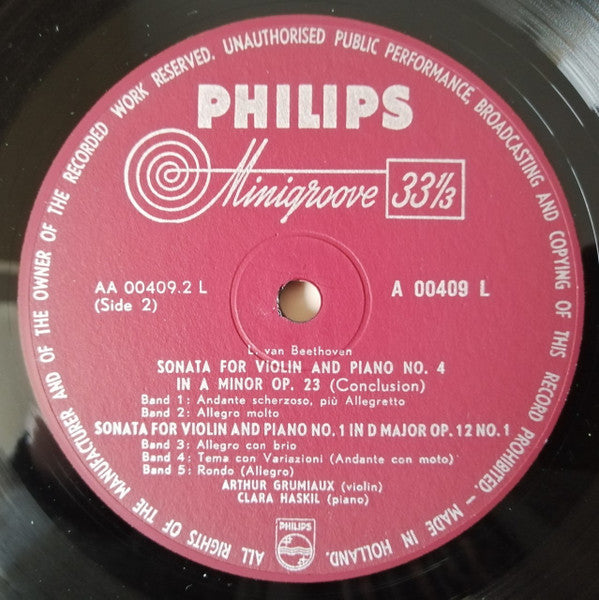 ALL RIGHTS OF THE MANUFACTURER AND OF THE OWNER OF THE RECORDED WORK RESERVED. UNAUTHORISED PUBLIC PERFORMANCE, BROADCASTING AND COPYING OF THIS RECORD PROHIBITED. – MADE IN HOLLAND.
PHILIPS
Minigroove 33⅓
AA 00409.2 L
(Side 2)
A 00409 L
L. van Beethoven
SONATA FOR VIOLIN AND PIANO NO. 4
IN A MINOR OP. 23 (Conclusion)
Band 1: Andante scherzoso, più Allegretto
Band 2: Allegro molto
SONATA FOR VIOLIN AND PIANO NO. 1 IN D MAJOR OP. 12 NO. 1
Band 3: Allegro con brio
Band 4: Tema con Variazioni (Andante con moto)
Band 5: Rondo (Allegro)
ARTHUR GRUMIAUX (violin)
CLARA HASKIL (piano)
PHILIPS